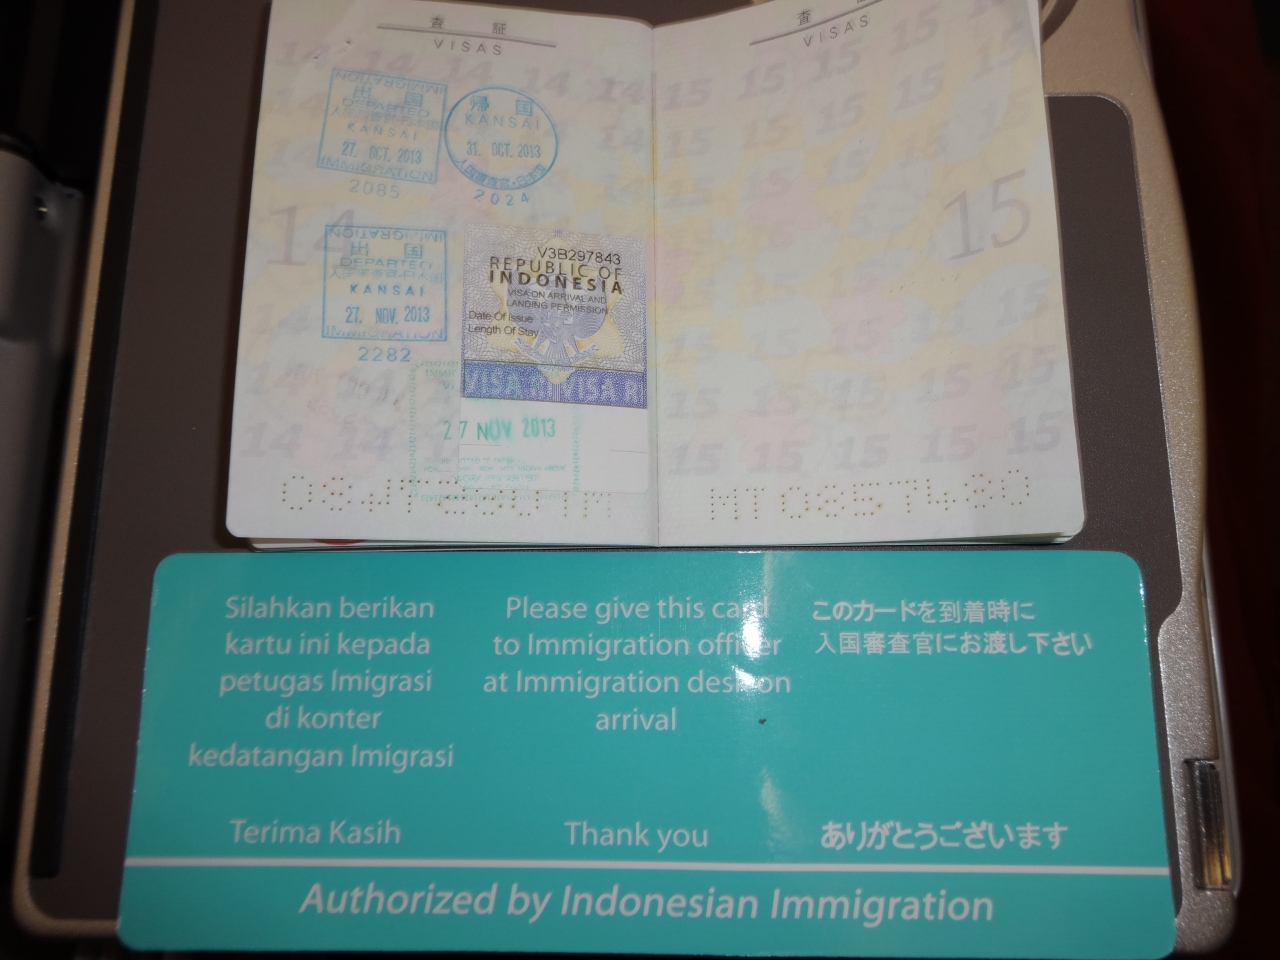 査 証
VISAS
査 証
VISAS
IMMIGRATION
出 国
DEPARTED
KANSAI
27. OCT. 2013
IMMIGRATION
2085
帰 国
KANSAI
31. OCT. 2013
2024
14
15
IMMIGRATION
出 国
DEPARTED
KANSAI
27. NOV. 2013
IMMIGRATION
2282
V3B297843
REPUBLIC OF
INDONESIA
VISA ON ARRIVAL AND
LANDING PERMISSION
Date Of Issue
Length Of Stay
VISA R VISA R
27 NOV 2013
MT0857480
Silahkan berikan
kartu ini kepada
petugas Imigrasi
di konter
kedatangan Imigrasi
Terima Kasih
Please give this card
to Immigration officer
at Immigration desk on
arrival
Thank you
このカードを到着時に
入国審査官にお渡し下さい
ありがとうございます
Authorized by Indonesian Immigration